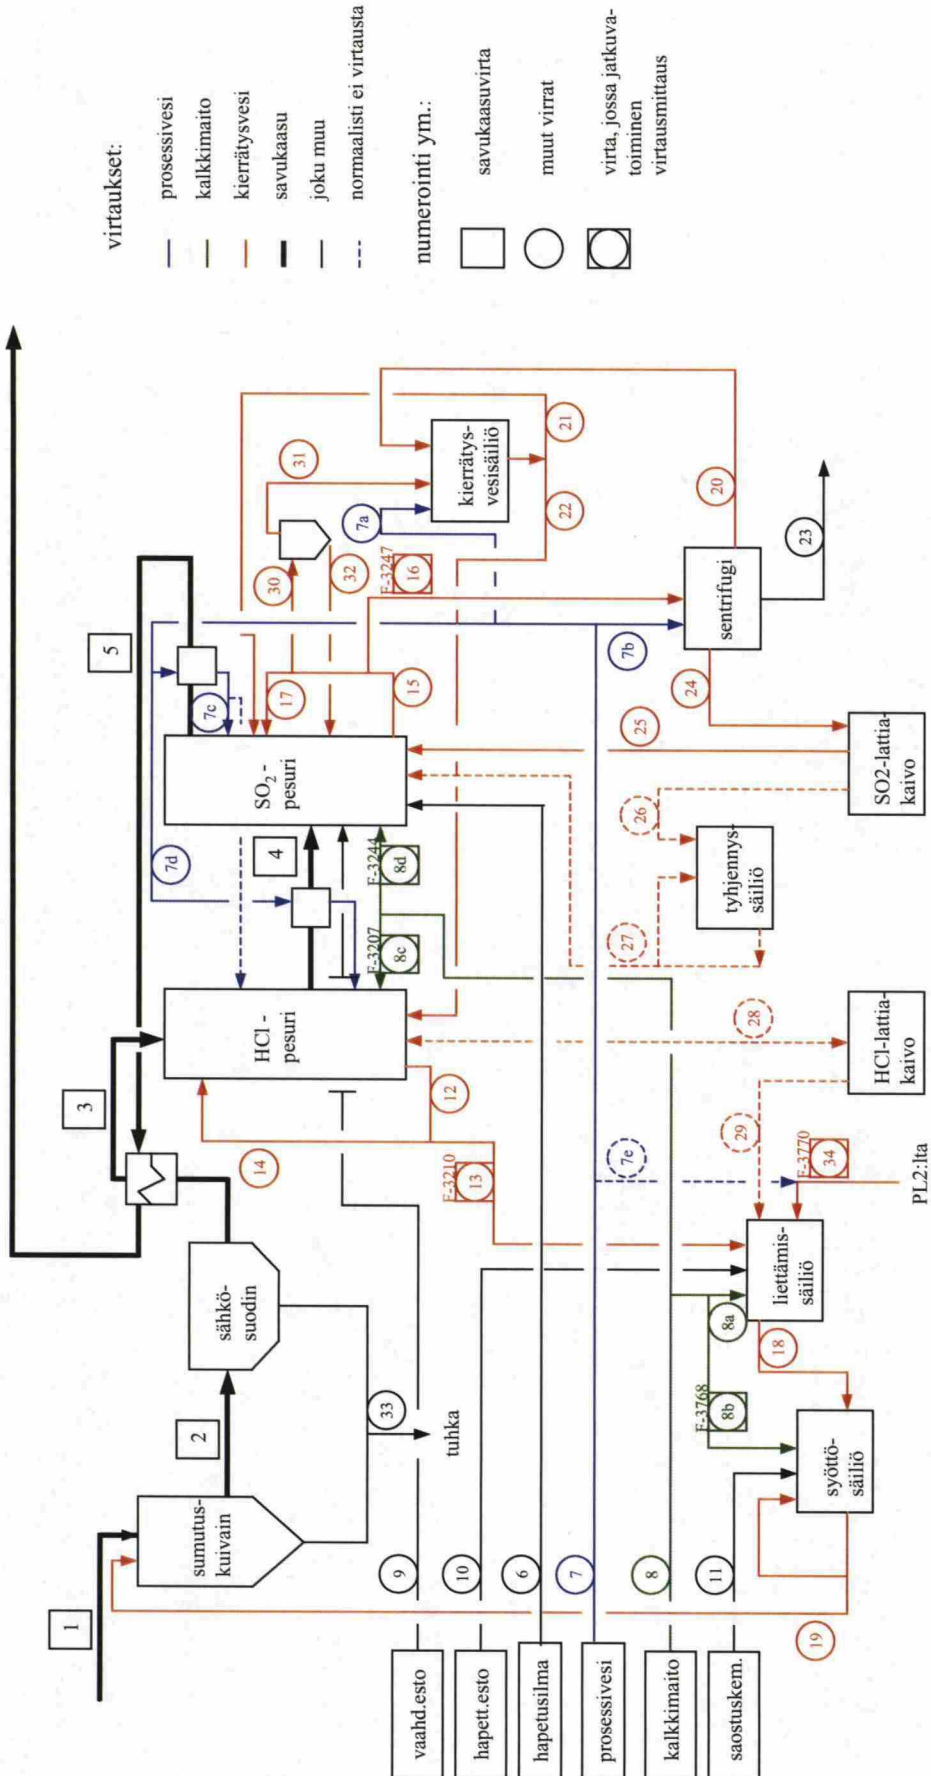 virtaukset:
prosessivesi
kalkkimaito
kierrätysvesi
savukaasu
joku muu
normaalisti ei virtausta
numerointi ym.:
savukaasuvirta
muut virrat
virta, jossa jatkuva-
toiminen
virtausmittaus
1
2
3
4
5
sumutus-
kuivain
sähkö-
suodin
33
tuhka
14
HCl -
pesuri
SO2 -
pesuri
7d
7c
17
15
30
31
32
7a
F-3247
16
kierrätys-
vesisäiliö
21
22
20
12
F-3210
13
F-3207
8c
F-3244
8d
7b
sentrifugi
23
24
25
26
27
28
29
7e
F-3770
34
PL2:lta
SO2-lattia-
kaivo
tyhjennys-
säiliö
HCl-lattia-
kaivo
liettämis-
säiliö
8a
18
F-3768
8b
syöttö-
säiliö
19
vaahd.esto
9
hapett.esto
10
hapetusilma
6
prosessivesi
7
kalkkimaito
8
saostuskem.
11